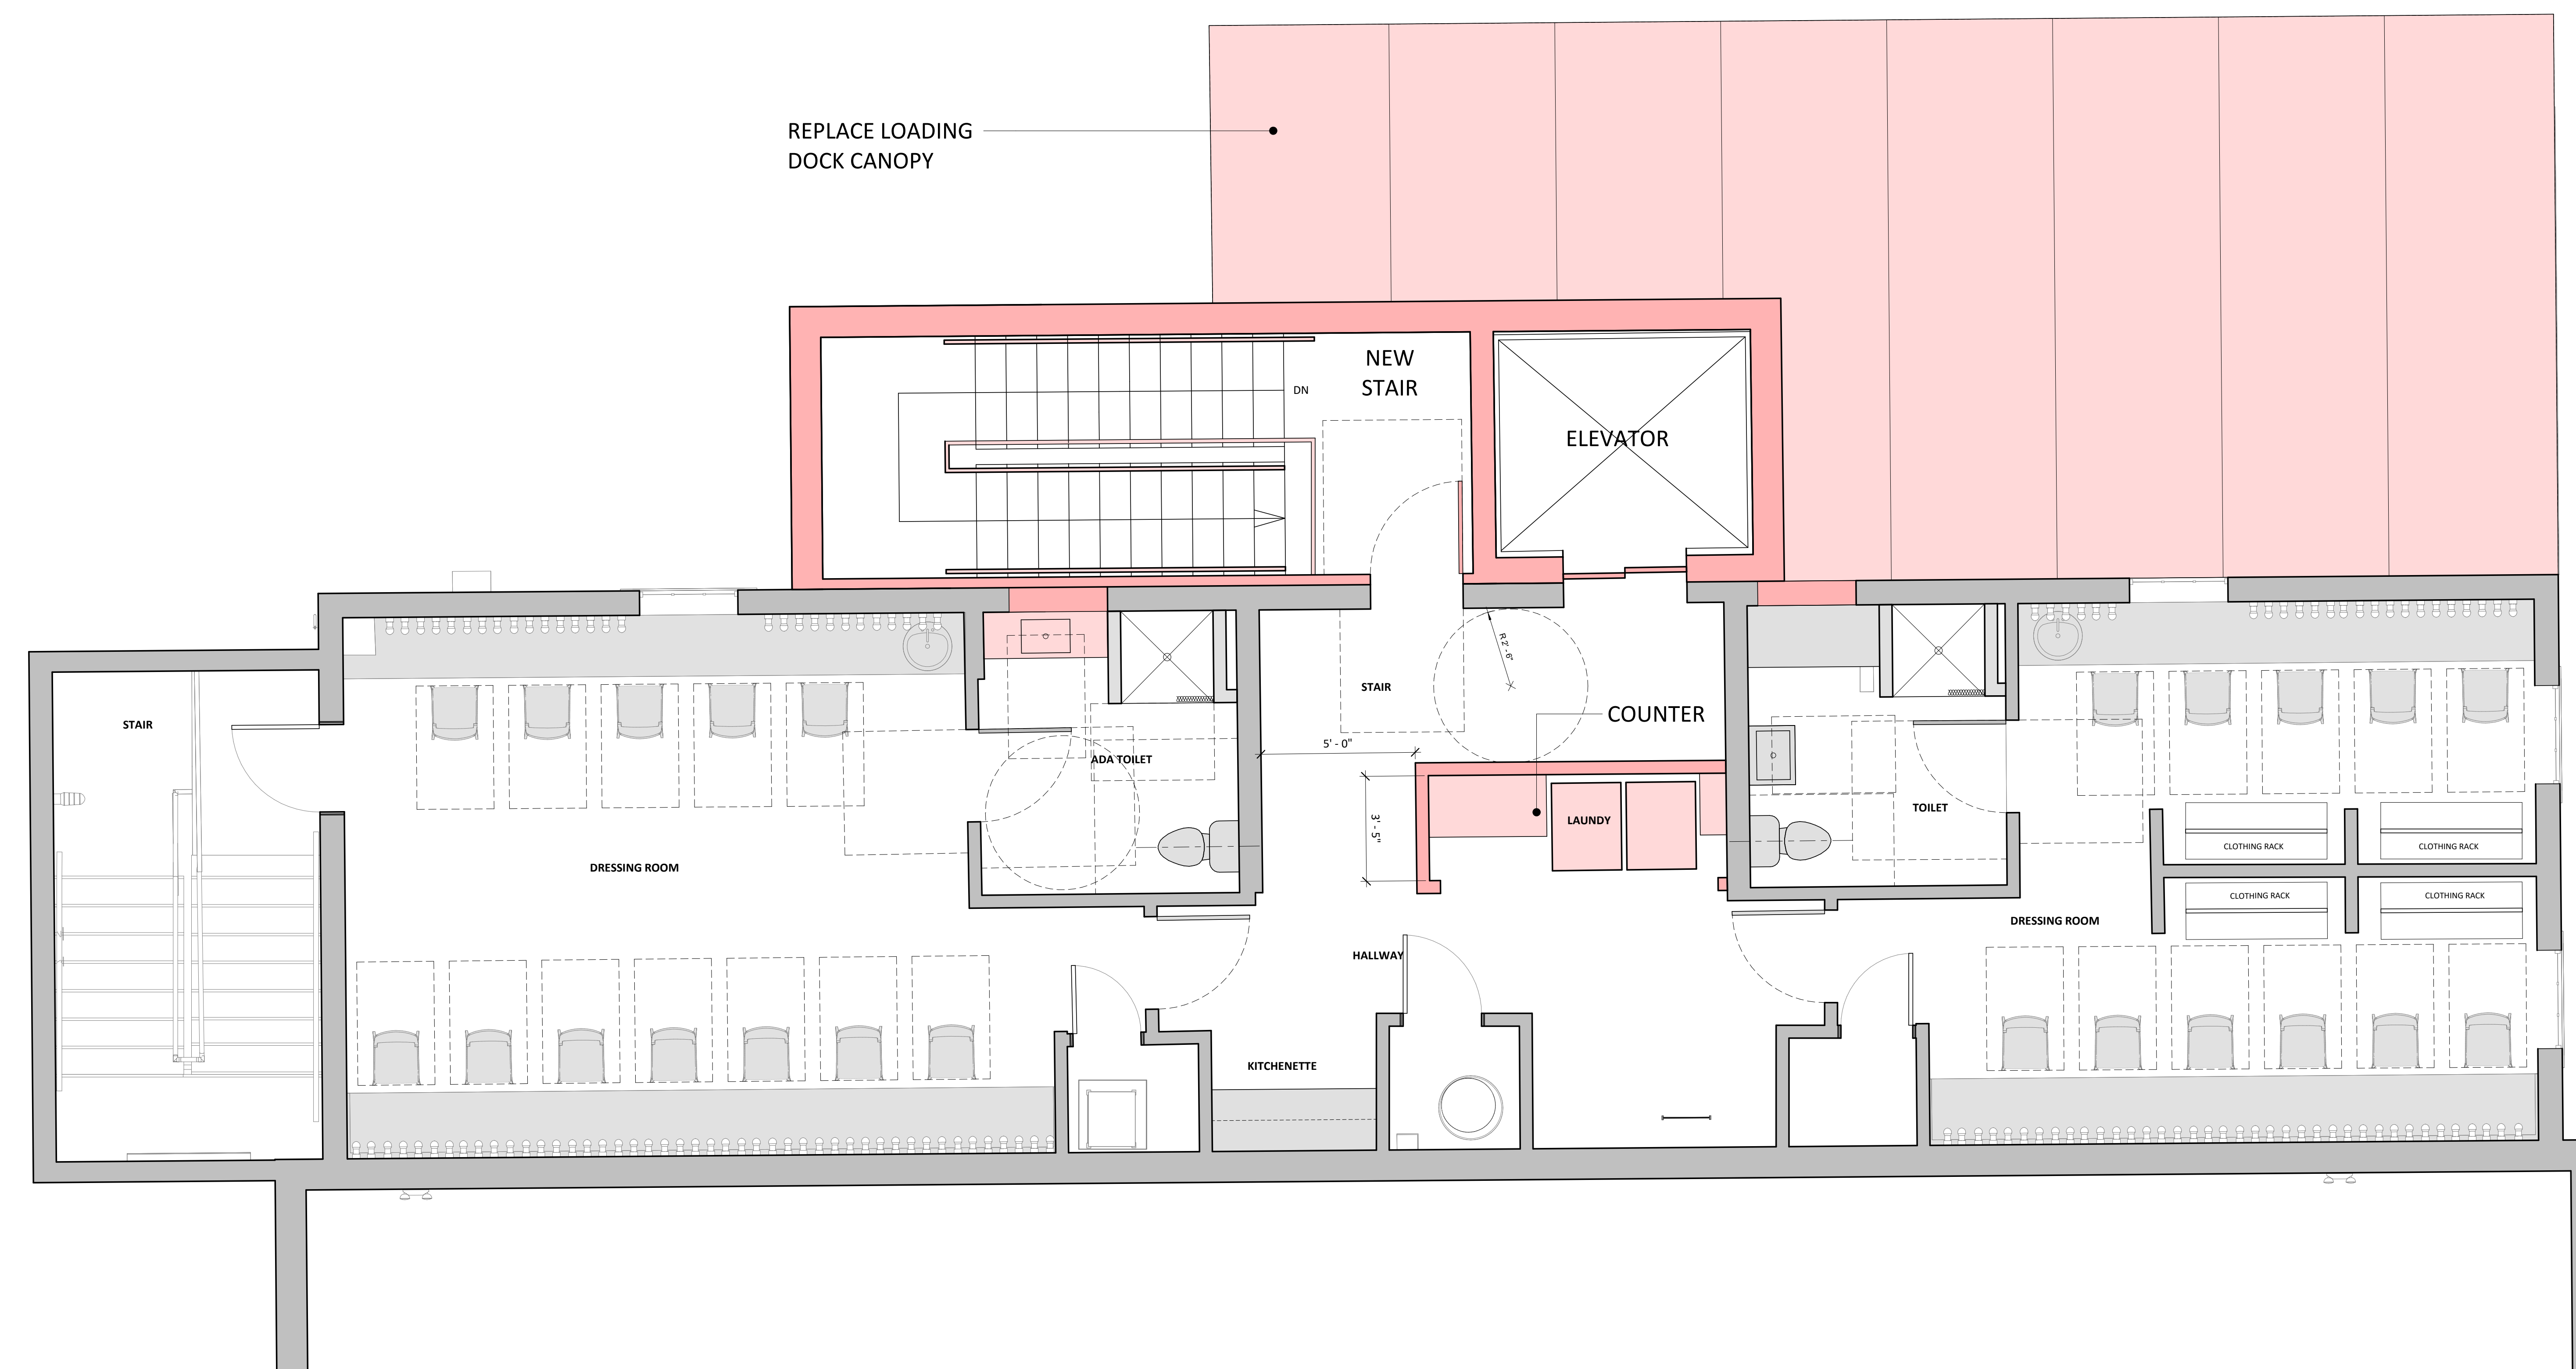 REPLACE LOADING
DOCK CANOPY
NEW
STAIR
DN
ELEVATOR
R 2' - 6"
STAIR
COUNTER
STAIR
5' - 0"
ADA TOILET
3' - 5"
LAUNDY
TOILET
CLOTHING RACK
CLOTHING RACK
DRESSING ROOM
CLOTHING RACK
CLOTHING RACK
DRESSING ROOM
HALLWAY
KITCHENETTE